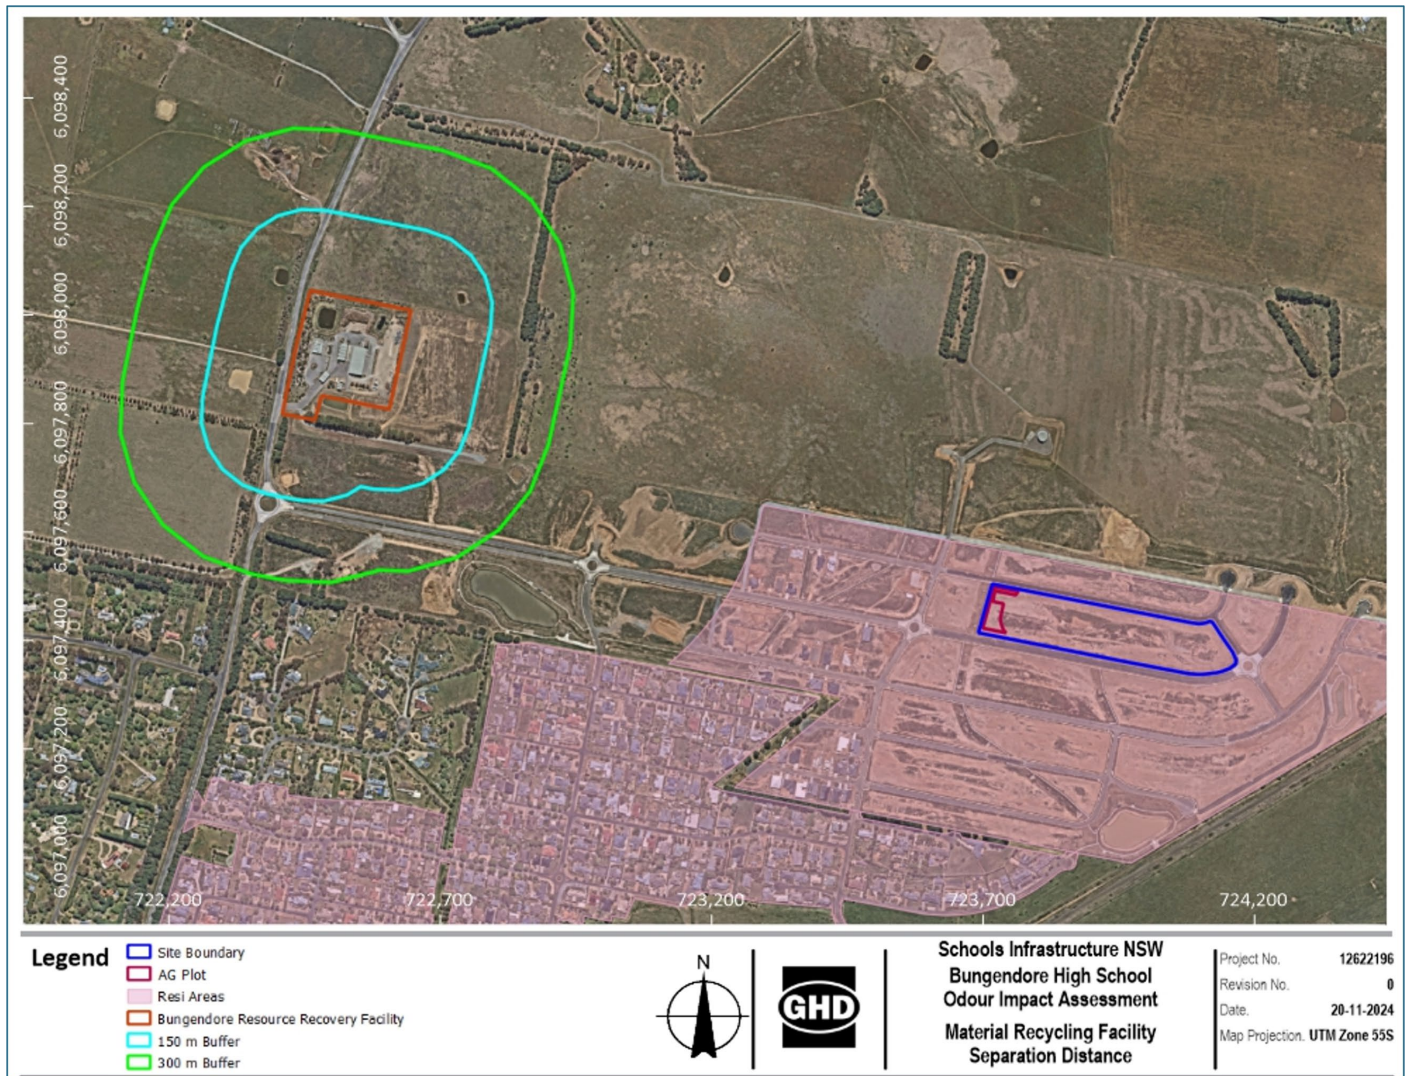 6,098,400
6,098,200
6,098,000
6,097,800
6,097,600
6,097,400
6,097,200
6,097,000
722,200
722,700
723,200
723,700
724,200
Legend
Site Boundary
AG Plot
Resi Areas
Bungendore Resource Recovery Facility
150 m Buffer
300 m Buffer
N
GHD
Schools Infrastructure NSW
Bungendore High School
Odour Impact Assessment
Material Recycling Facility
Separation Distance
Project No. 12622196
Revision No. 0
Date. 20-11-2024
Map Projection. UTM Zone 55S